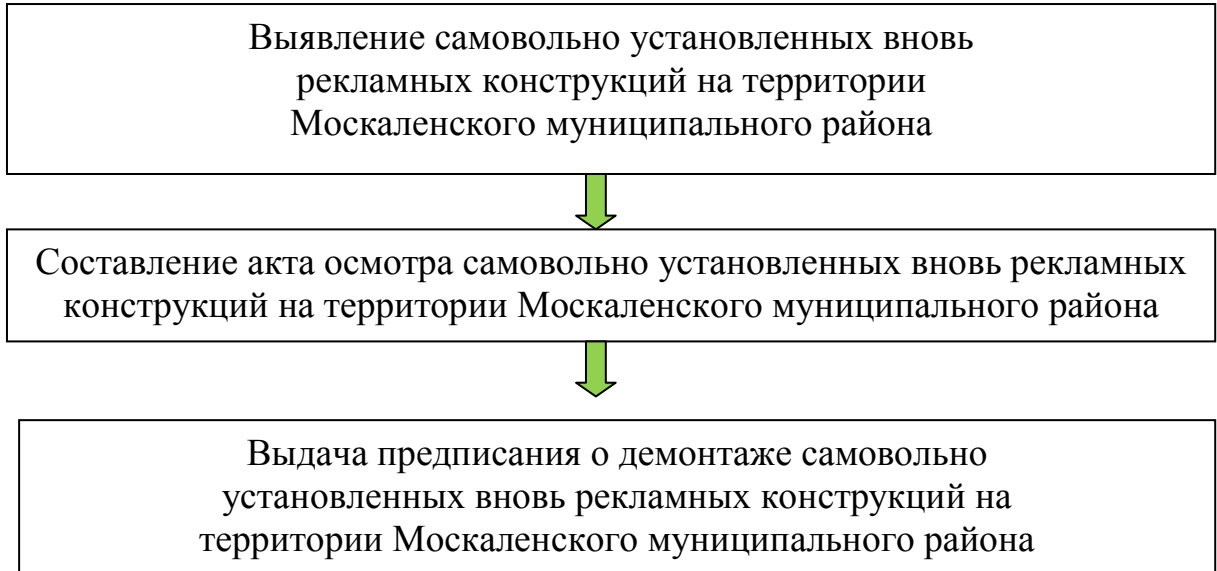 Выявление самовольно установленных вновь
рекламных конструкций на территории
Москаленского муниципального района
Составление акта осмотра самовольно установленных вновь рекламных
конструкций на территории Москаленского муниципального района
Выдача предписания о демонтаже самовольно
установленных вновь рекламных конструкций на
территории Москаленского муниципального района